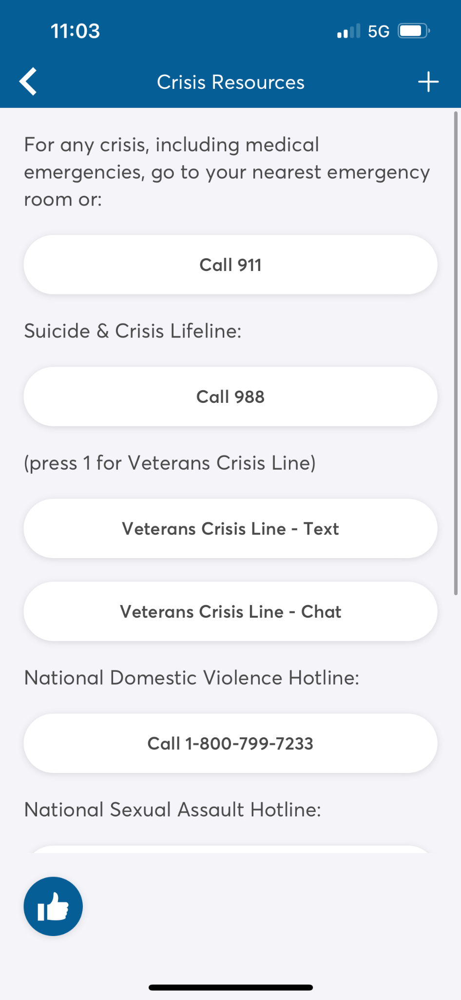 11:03
5G
Crisis Resources
For any crisis, including medical
emergencies, go to your nearest emergency
room or:
Call 911
Suicide & Crisis Lifeline:
Call 988
(press 1 for Veterans Crisis Line)
Veterans Crisis Line - Text
Veterans Crisis Line - Chat
National Domestic Violence Hotline:
Call 1-800-799-7233
National Sexual Assault Hotline: